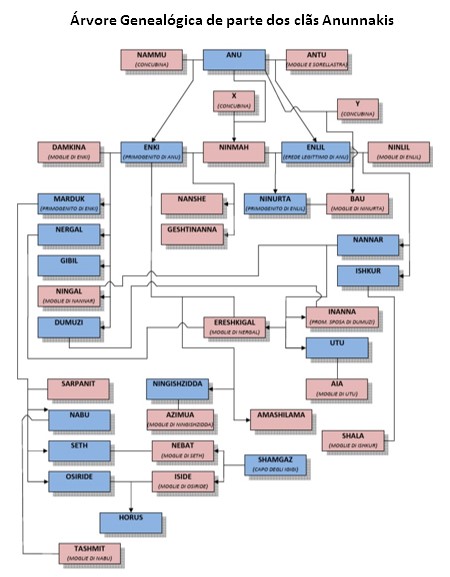 Árvore Genealógica de parte dos clãs Anunnakis
NAMMU
(CONCUBINA)
ANU
ANTU
(MOGLIE E SORELLASTRA)
X
(CONCUBINA)
Y
(CONCUBINA)
DAMKINA
(MOGLIE DI ENKI)
ENKI
(PRIMOGENITO DI ANU)
NINMAH
ENLIL
(EREDE LEGITTIMO DI ANU)
NINLIL
(MOGLIE DI ENLIL)
MARDUK
(PRIMOGENITO DI ENKI)
NANSHE
NINURTA
(PRIMOGENITO DI ENLIL)
BAU
(MOGLIE DI NINURTA)
NERGAL
GESHTINANNA
NANNAR
GIBIL
ISHKUR
NINGAL
(MOGLIE DI NANNAR)
DUMUZI
ERESHKIGAL
(MOGLIE DI NERGAL)
INANNA
(PROM. SPOSA DI DUMUZI)
UTU
SARPANIT
NINGISHZIDDA
AIA
(MOGLIE DI UTU)
NABU
AZIMUA
(MOGLIE DI NINGISHZIDDA)
AMASHILAMA
SHALA
(MOGLIE DI ISHKUR)
SETH
NEBAT
(MOGLIE DI SETH)
SHAMGAZ
(CAPO DEGLI IGIGI)
OSIRIDE
ISIDE
(MOGLIE DI OSIRIDE)
HORUS
TASHMIT
(MOGLIE DI NABU)